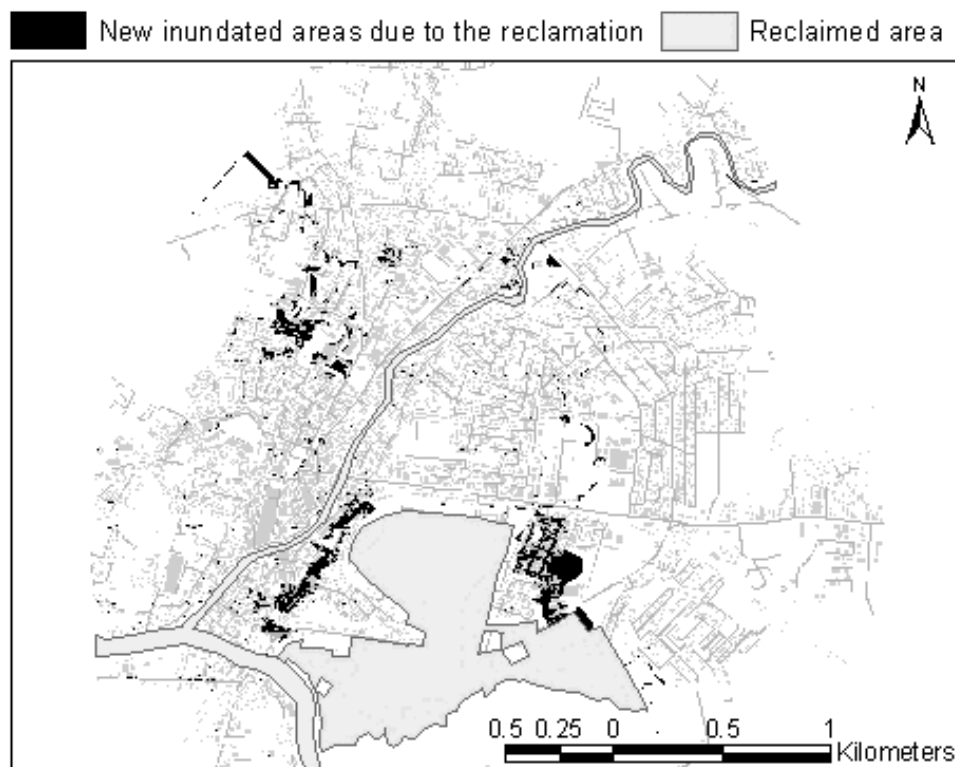 New inundated areas due to the reclamation Reclaimed area
N
0.5 0.25 0 0.5 1
Kilometers